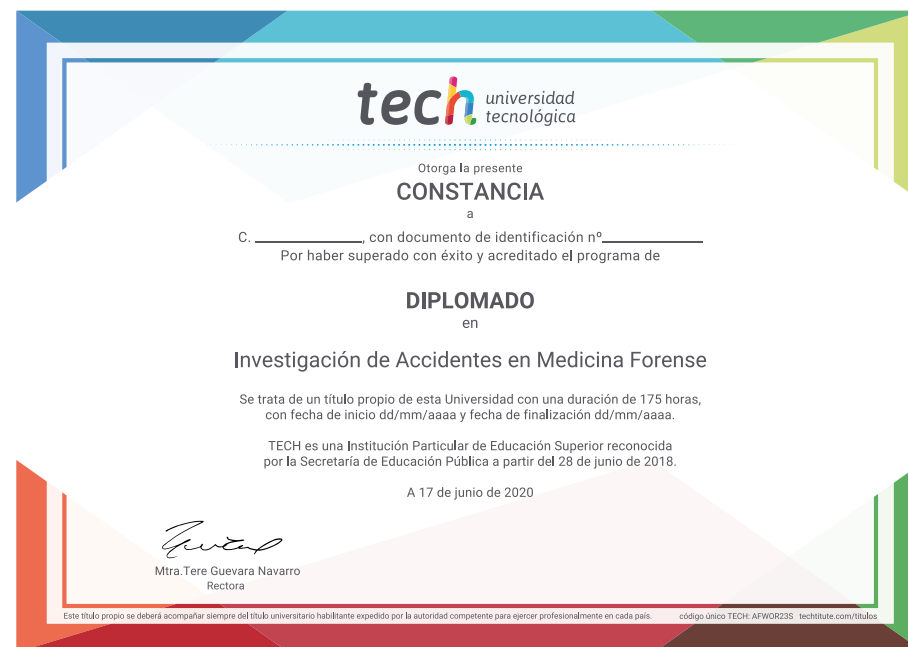 tech universidad
tecnológica
Otorga la presente
CONSTANCIA
a
C. ____________, con documento de identificación nº____________
Por haber superado con éxito y acreditado el programa de
DIPLOMADO
en
Investigación de Accidentes en Medicina Forense
Se trata de un título propio de esta Universidad con una duración de 175 horas,
con fecha de inicio dd/mm/aaaa y fecha de finalización dd/mm/aaaa.
TECH es una Institución Particular de Educación Superior reconocida
por la Secretaría de Educación Pública a partir del 28 de junio de 2018.
A 17 de junio de 2020
Mtra.Tere Guevara Navarro
Rectora
Este título propio se deberá acompañar siempre del título universitario habilitante expedido por la autoridad competente para ejercer profesionalmente en cada país. código único TECH: AFWOR23S techtitute.com/titulos